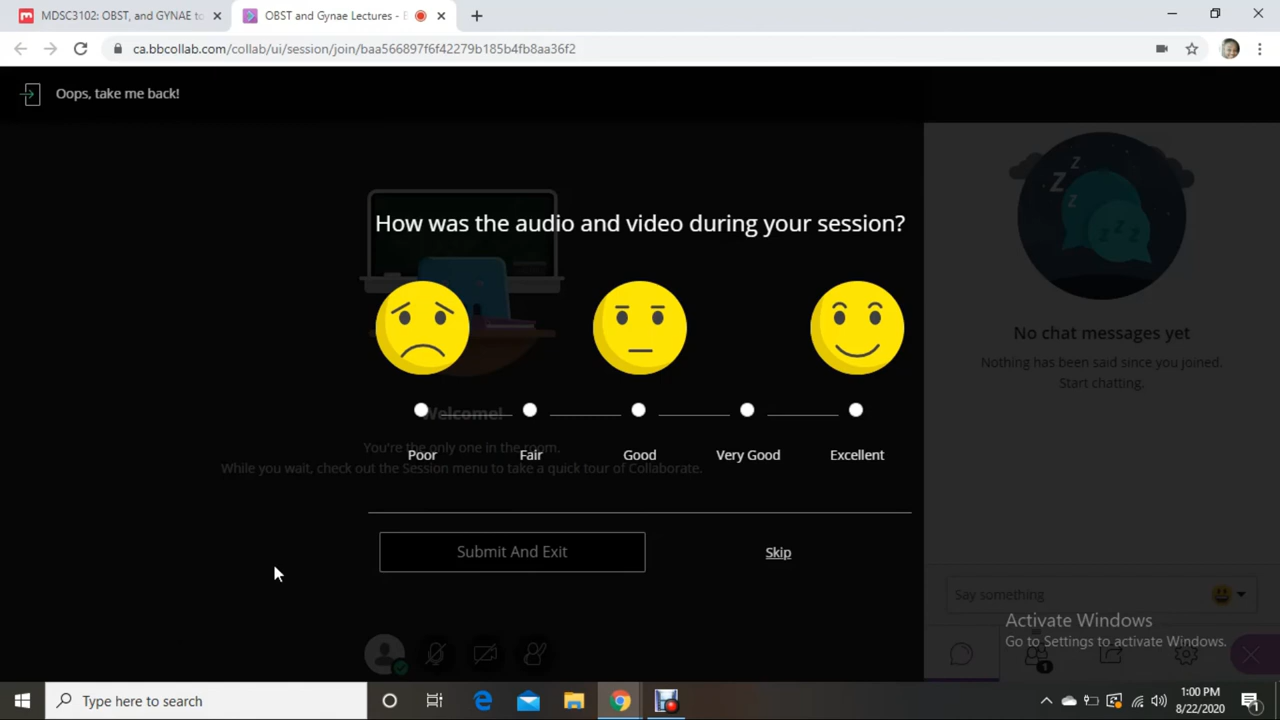 MDSC3102: OBST, and GYNAE to
OBST and Gynae Lectures - 
ca.bbcollab.com/collab/ui/session/join/baa566897f6f42279b185b4fb8aa36f2
Oops, take me back!
How was the audio and video during your session?
Welcome!
You're the only one in the room.
Poor Fair Good Very Good Excellent
While you wait, check out the Session menu to take a quick tour of Collaborate.
Submit And Exit
Skip
No chat messages yet
Nothing has been said since you joined.
Start chatting.
Say something
Activate Windows
Go to Settings to activate Windows.
1
Type here to search
1:00 PM
8/22/2020
1